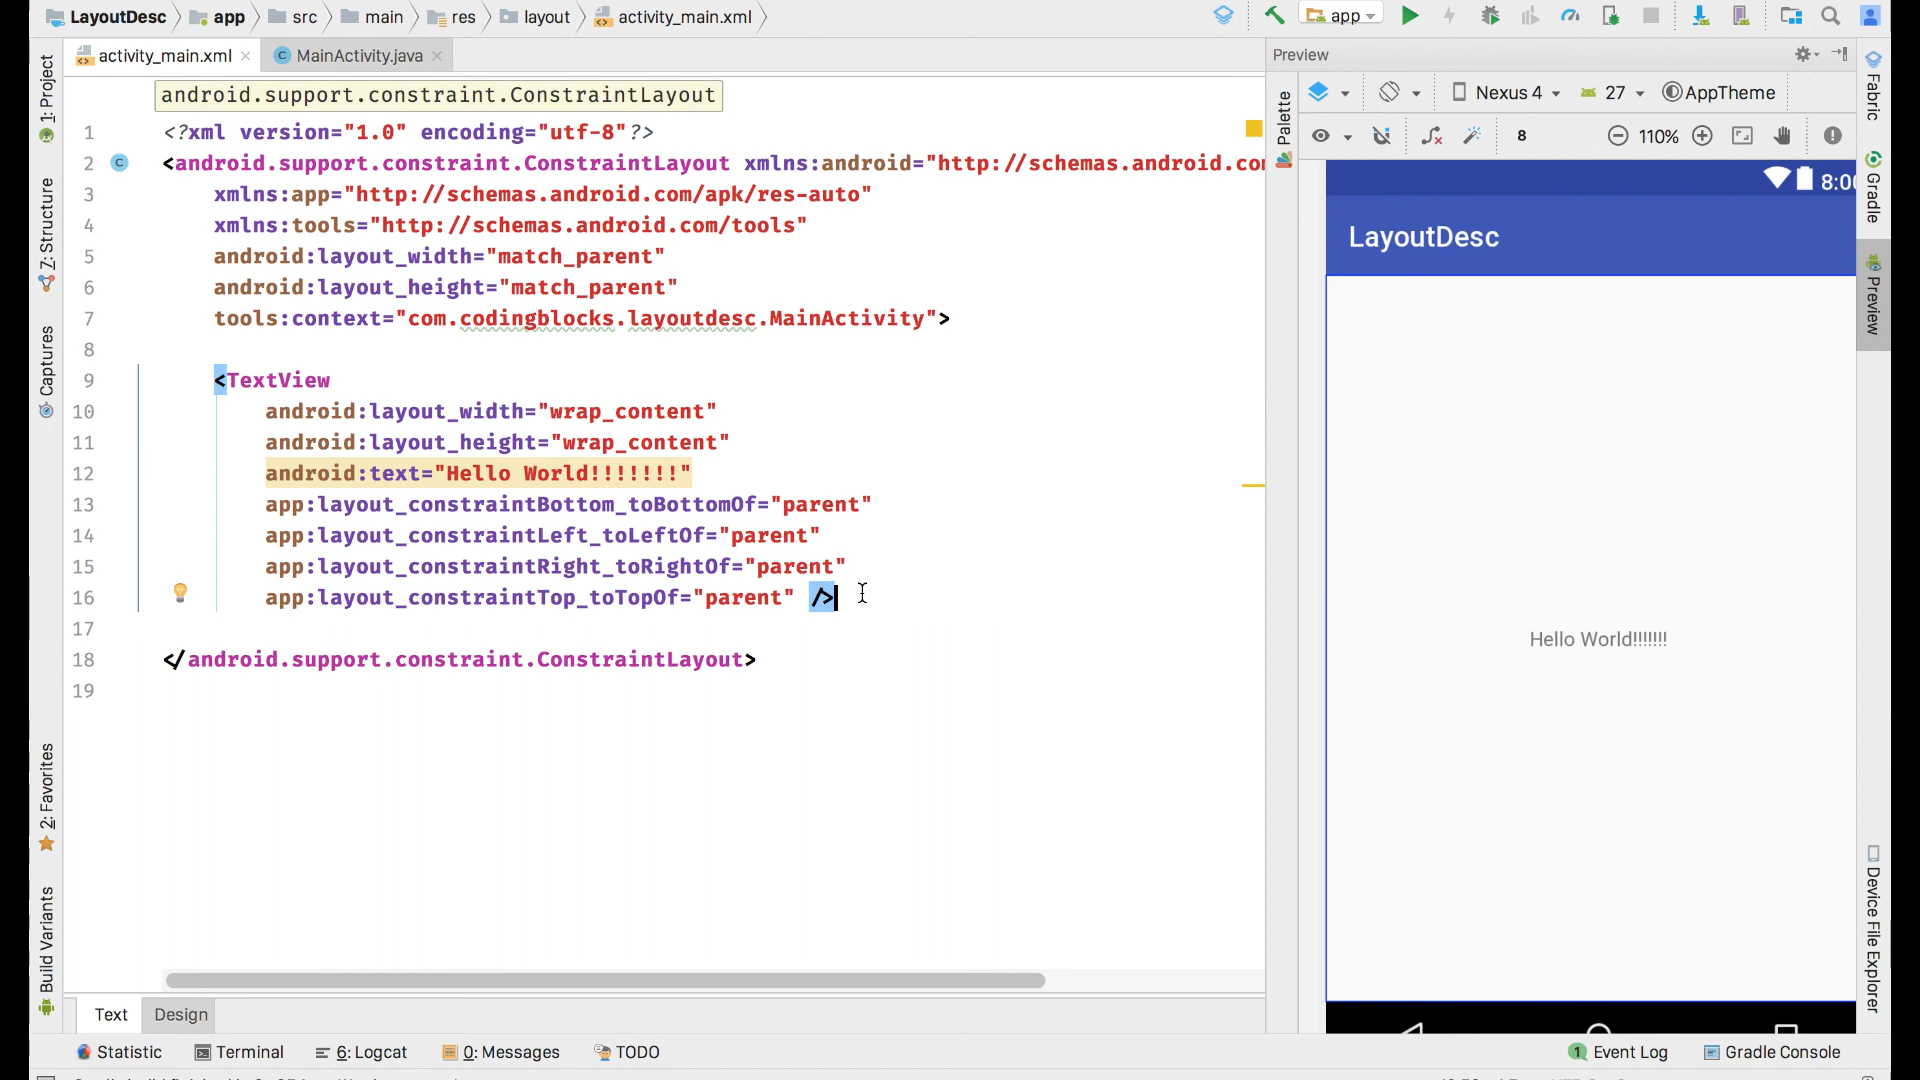 LayoutDesc app src main res layout activity_main.xml app
activity_main.xml MainActivity.java Preview
android.support.constraint.ConstraintLayout
Nexus 4 27 AppTheme
8 110%
1 <?xml version="1.0" encoding="utf-8"?>
2 <android.support.constraint.ConstraintLayout xmlns:android="http://schemas.android.co
3 xmlns:app="http://schemas.android.com/apk/res-auto"
4 xmlns:tools="http://schemas.android.com/tools"
5 android:layout_width="match_parent"
6 android:layout_height="match_parent"
7 tools:context="com.codingblocks.layoutdesc.MainActivity">
8
9 <TextView
10 android:layout_width="wrap_content"
11 android:layout_height="wrap_content"
12 android:text="Hello World!!!!!!!"
13 app:layout_constraintBottom_toBottomOf="parent"
14 app:layout_constraintLeft_toLeftOf="parent"
15 app:layout_constraintRight_toRightOf="parent"
16 app:layout_constraintTop_toTopOf="parent" />
17
18 </android.support.constraint.ConstraintLayout>
19
8:00
LayoutDesc
Hello World!!!!!!!
1: Project
7: Structure
Captures
2: Favorites
Build Variants
Palette
Fabric
Gradle
Preview
Device File Explorer
Text Design
Statistic Terminal 6: Logcat 0: Messages TODO 1 Event Log Gradle Console